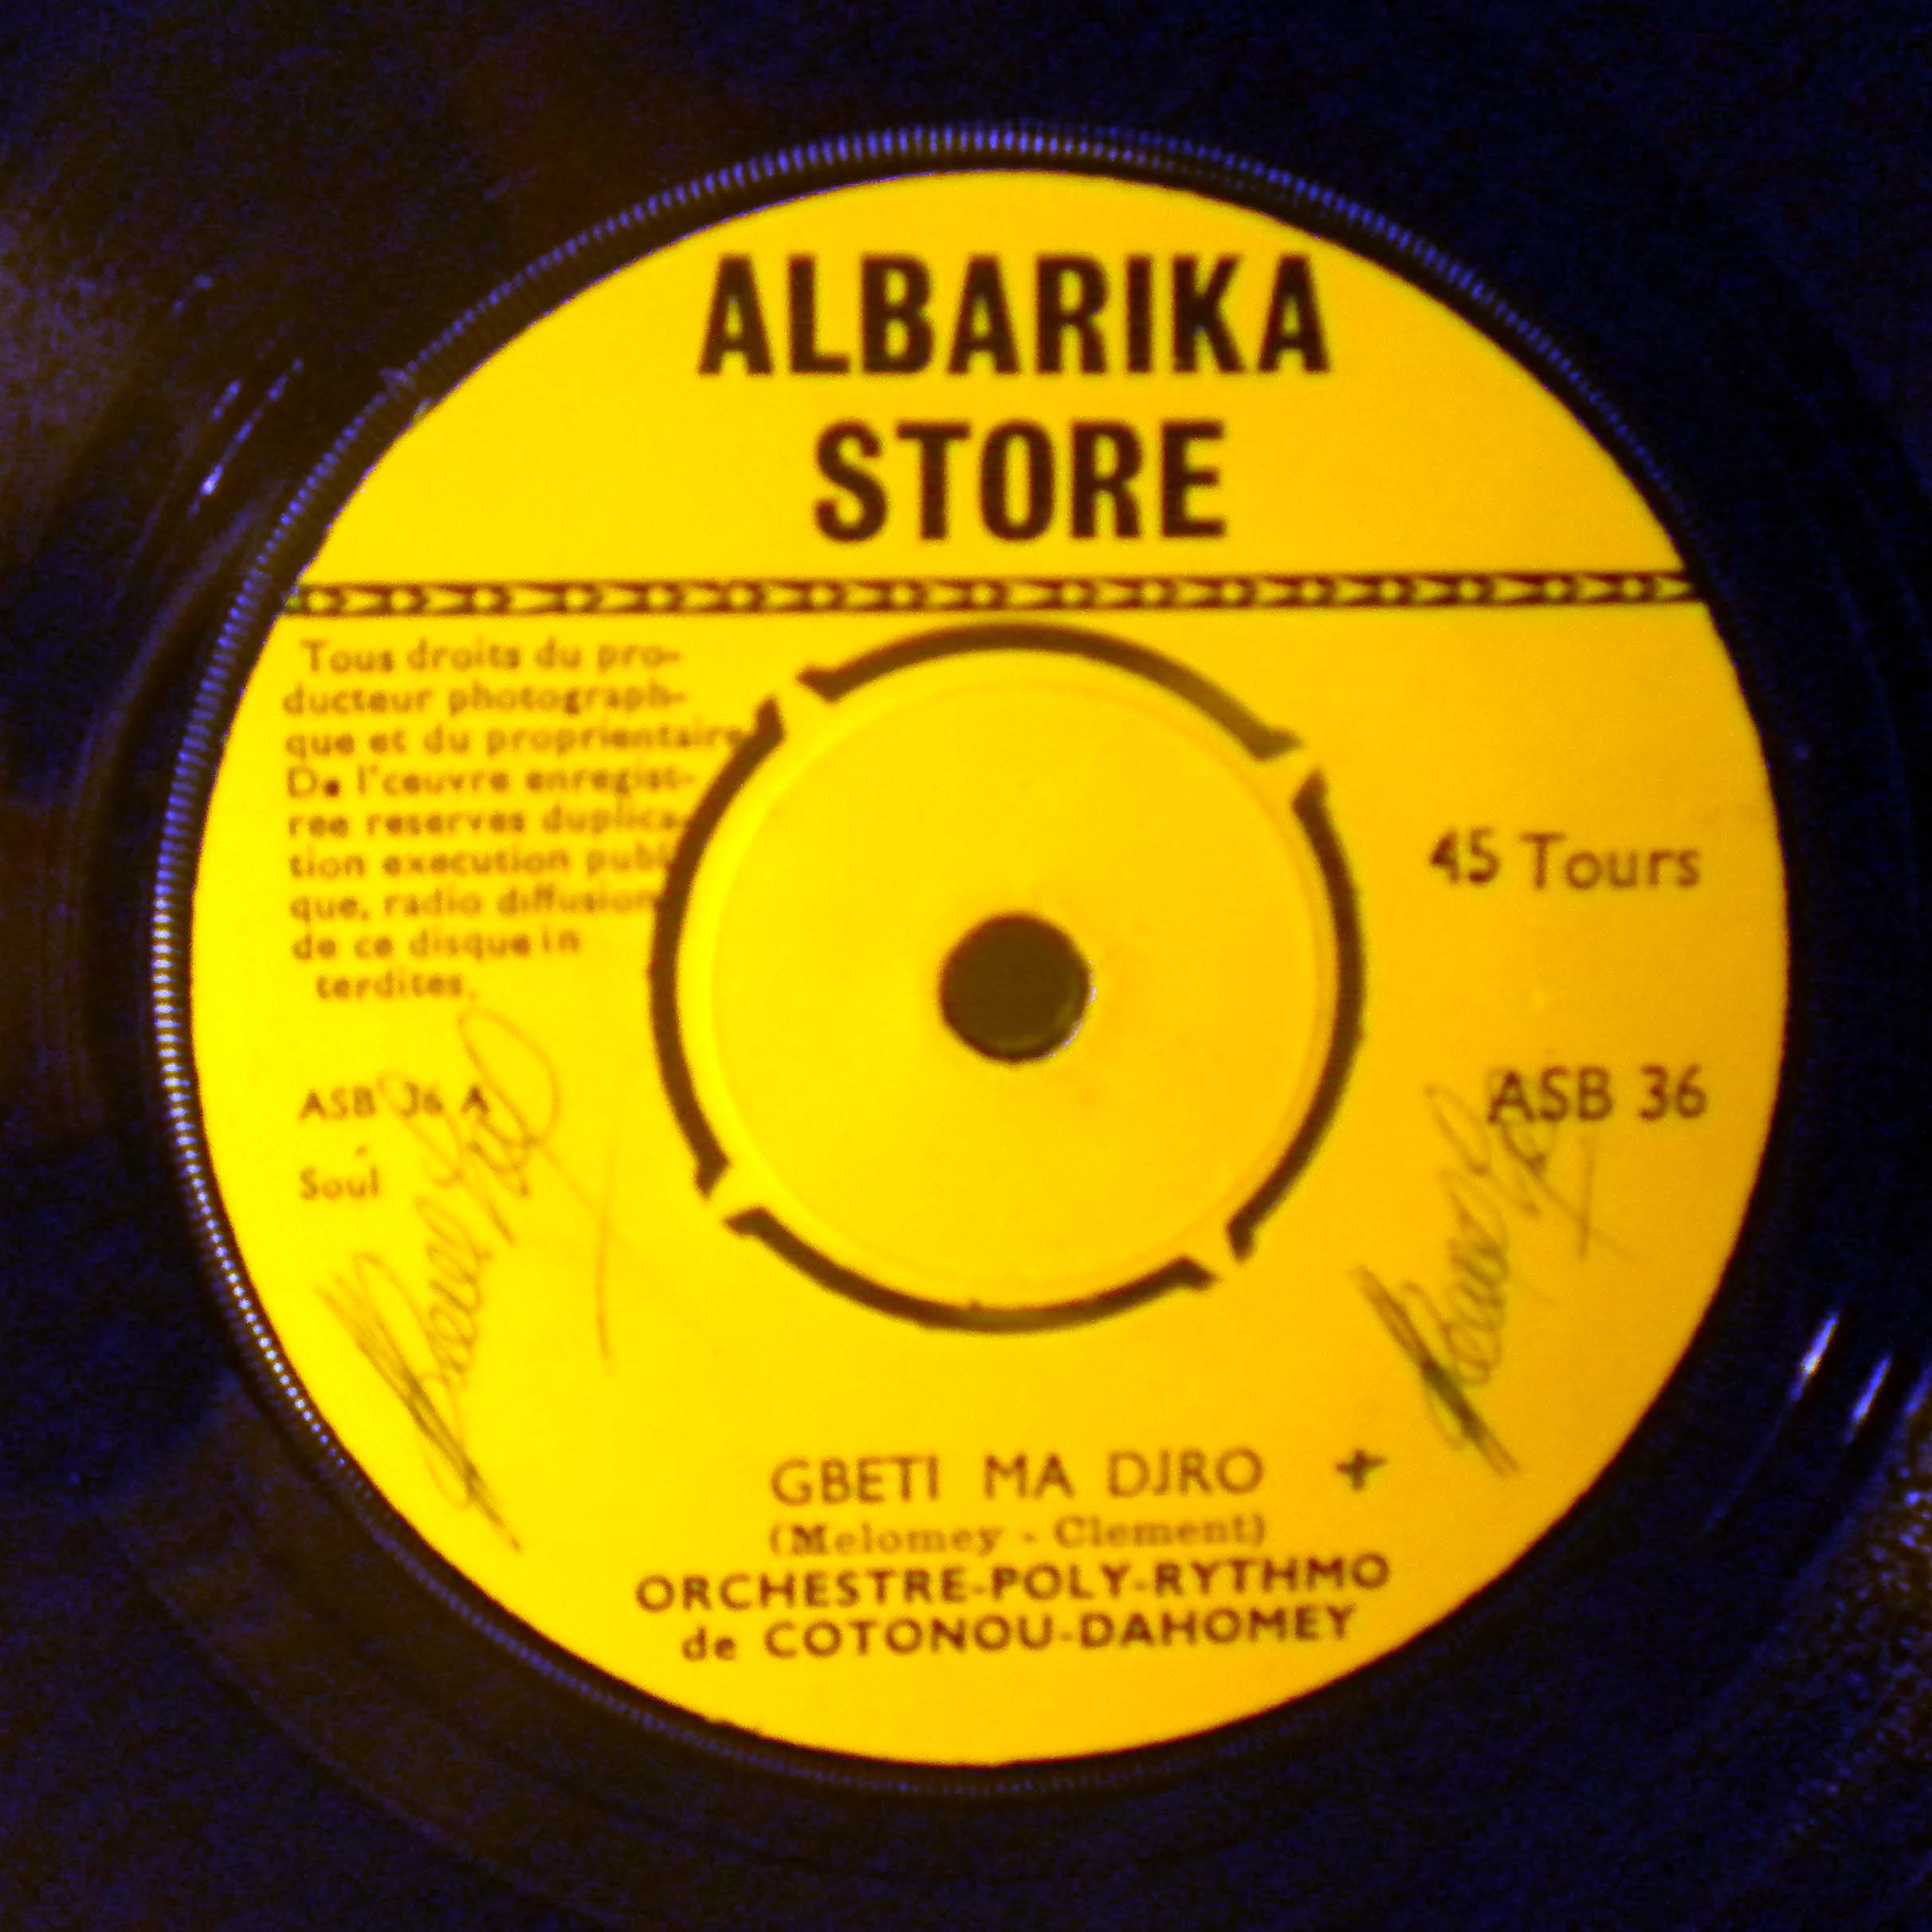 ALBARIKA
STORE
Tous droits du pro-
ducteur photograph-
que et du proprientaire
De l'œuvre enregist-
ree reserves duplica-
tion execution publi
que, radio diffusion
de ce disque in
terdites.
45 Tours
ASB 36 A
ASB 36
Soul
GBETI MA DJRO +
(Melomey - Clement)
ORCHESTRE-POLY-RYTHMO
de COTONOU-DAHOMEY